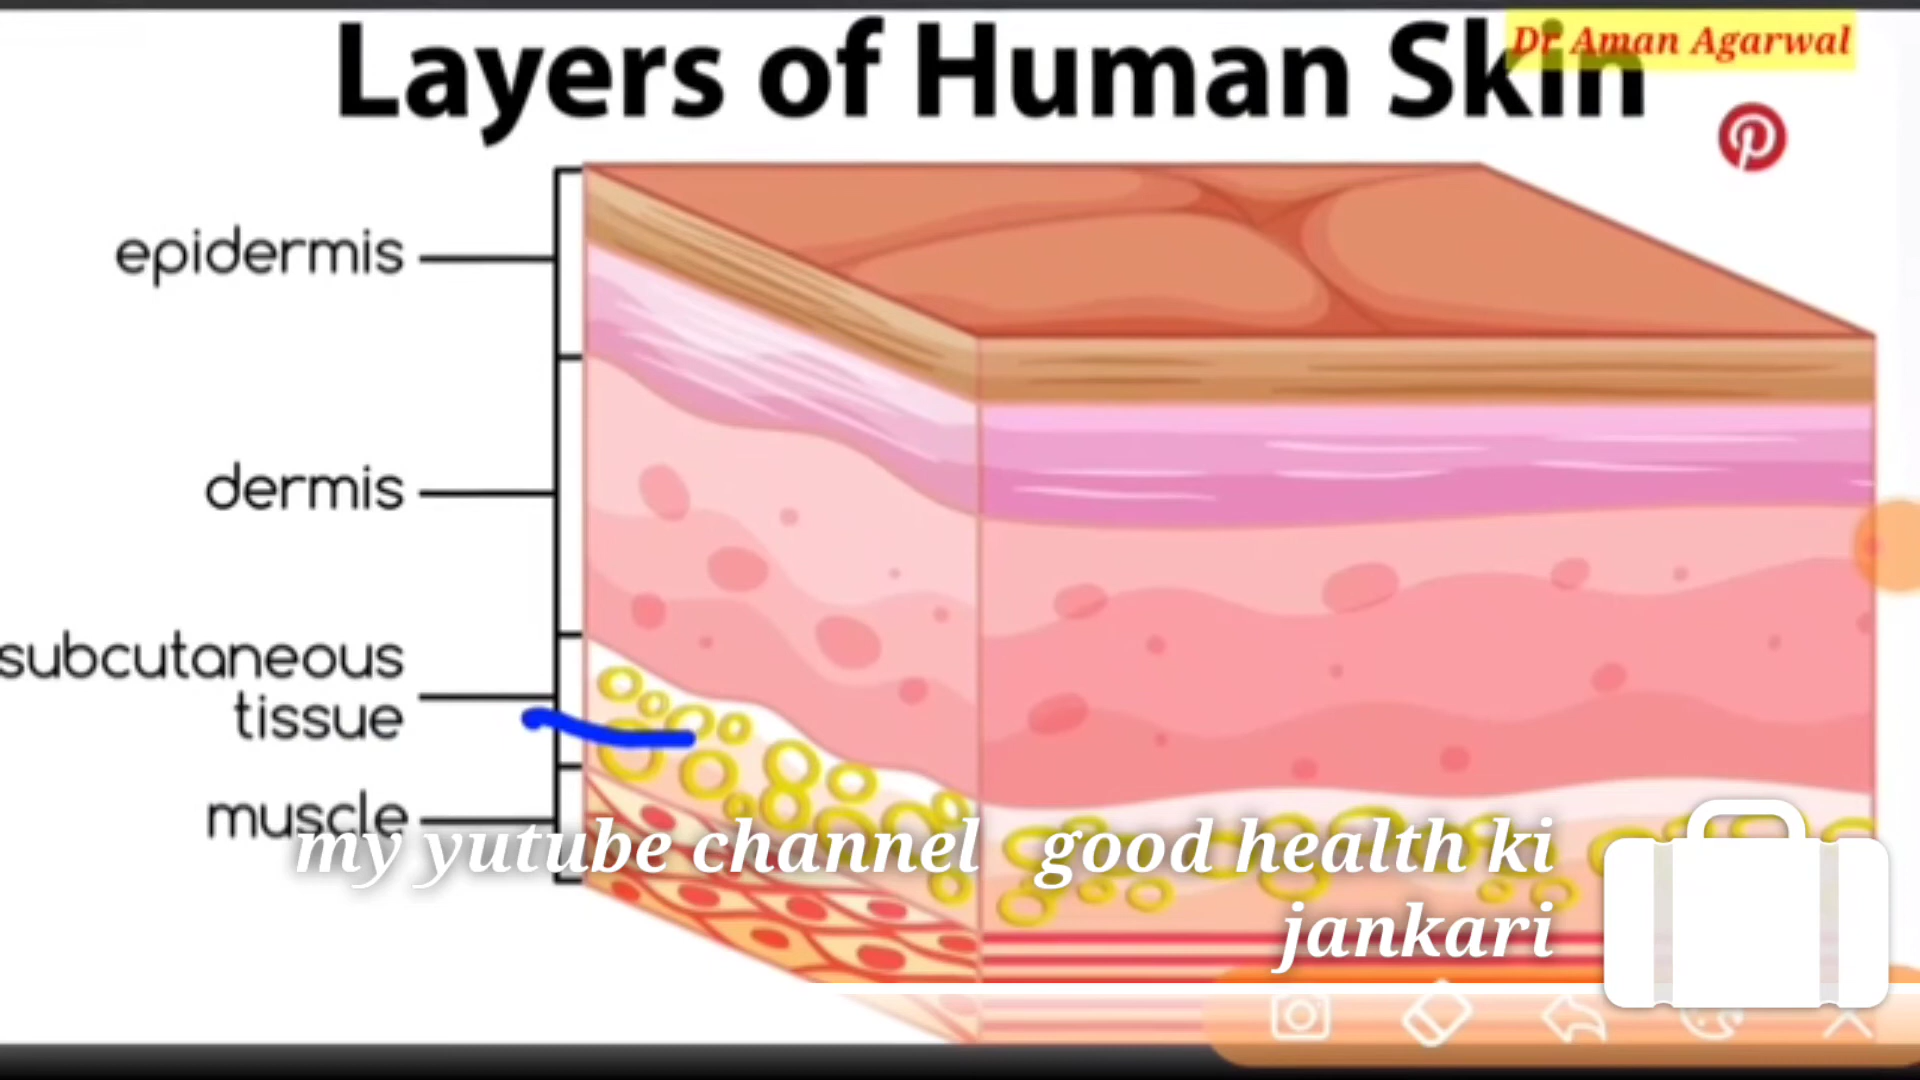 Layers of Human Skin
Dr Aman Agarwal
epidermis
dermis
subcutaneous
tissue
muscle
my yutube channel good health ki
jankari